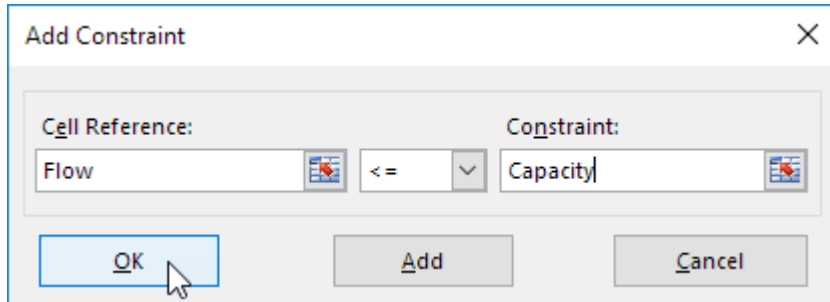 Add Constraint
Cell Reference: Constraint:
Flow <= Capacity
OK Add Cancel